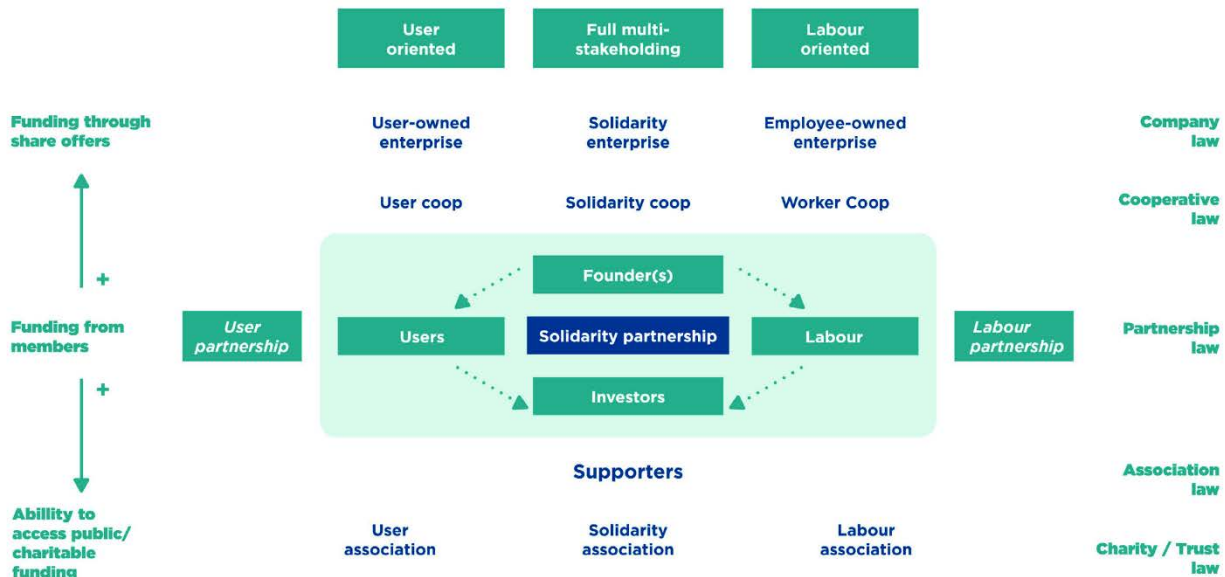 User
oriented
Full multi-
stakeholding
Labour
oriented
Funding through
share offers
User-owned
enterprise
Solidarity
enterprise
Employee-owned
enterprise
Company
law
User coop
Solidarity coop
Worker Coop
Cooperative
law
Founder(s)
+
Funding from
members
User
partnership
Users
Solidarity partnership
Labour
Labour
partnership
Partnership
law
+
Investors
Supporters
Association
law
Abillity to
access public/
charitable
funding
User
association
Solidarity
association
Labour
association
Charity / Trust
law